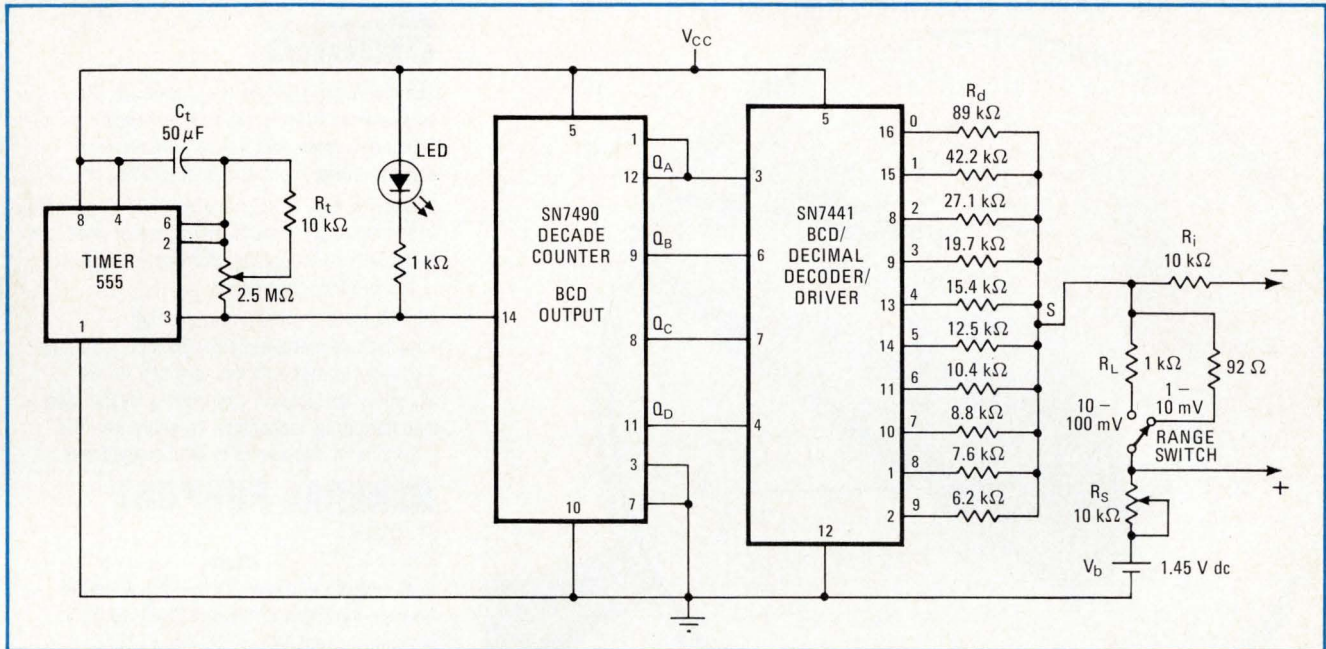 V_CC
C_t
50 μF
8
4
6
2
TIMER
555
1
3
R_t
10 kΩ
2.5 MΩ
LED
1 kΩ
5
1
Q_A
12
SN7490
DECADE
COUNTER
BCD
OUTPUT
Q_B
9
Q_C
8
14
Q_D
11
3
7
10
5
3
SN7441
BCD/
DECIMAL
DECODER/
DRIVER
6
7
4
12
R_d
16 0 89 kΩ
15 1 42.2 kΩ
8 2 27.1 kΩ
9 3 19.7 kΩ
13 4 15.4 kΩ
14 5 12.5 kΩ
11 6 10.4 kΩ
10 7 8.8 kΩ
1 8 7.6 kΩ
2 9 6.2 kΩ
S
R_i
10 kΩ
−
R_L 1 kΩ
92 Ω
10 –
100 mV
1 –
10 mV
RANGE
SWITCH
+
R_S
10 kΩ
V_b 1.45 V dc